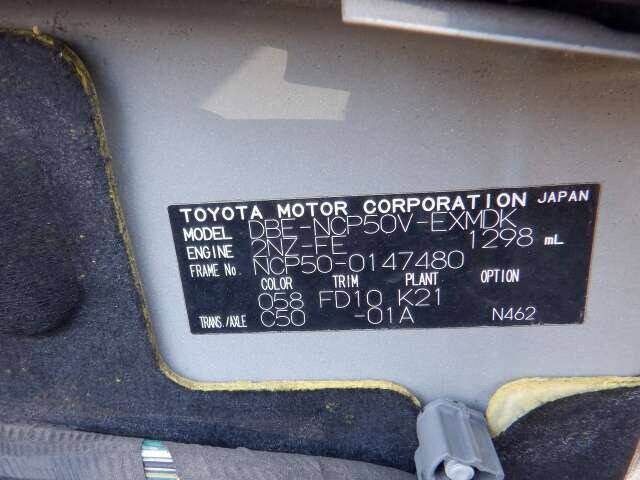 TOYOTA MOTOR CORPORATION JAPAN
MODEL DBE-NCP50V-EXMDK
ENGINE 2NZ-FE 1298 mL
FRAME No. NCP50-0147480
COLOR TRIM PLANT OPTION
058 FD10 K21
TRANS./AXLE C50 -01A N462